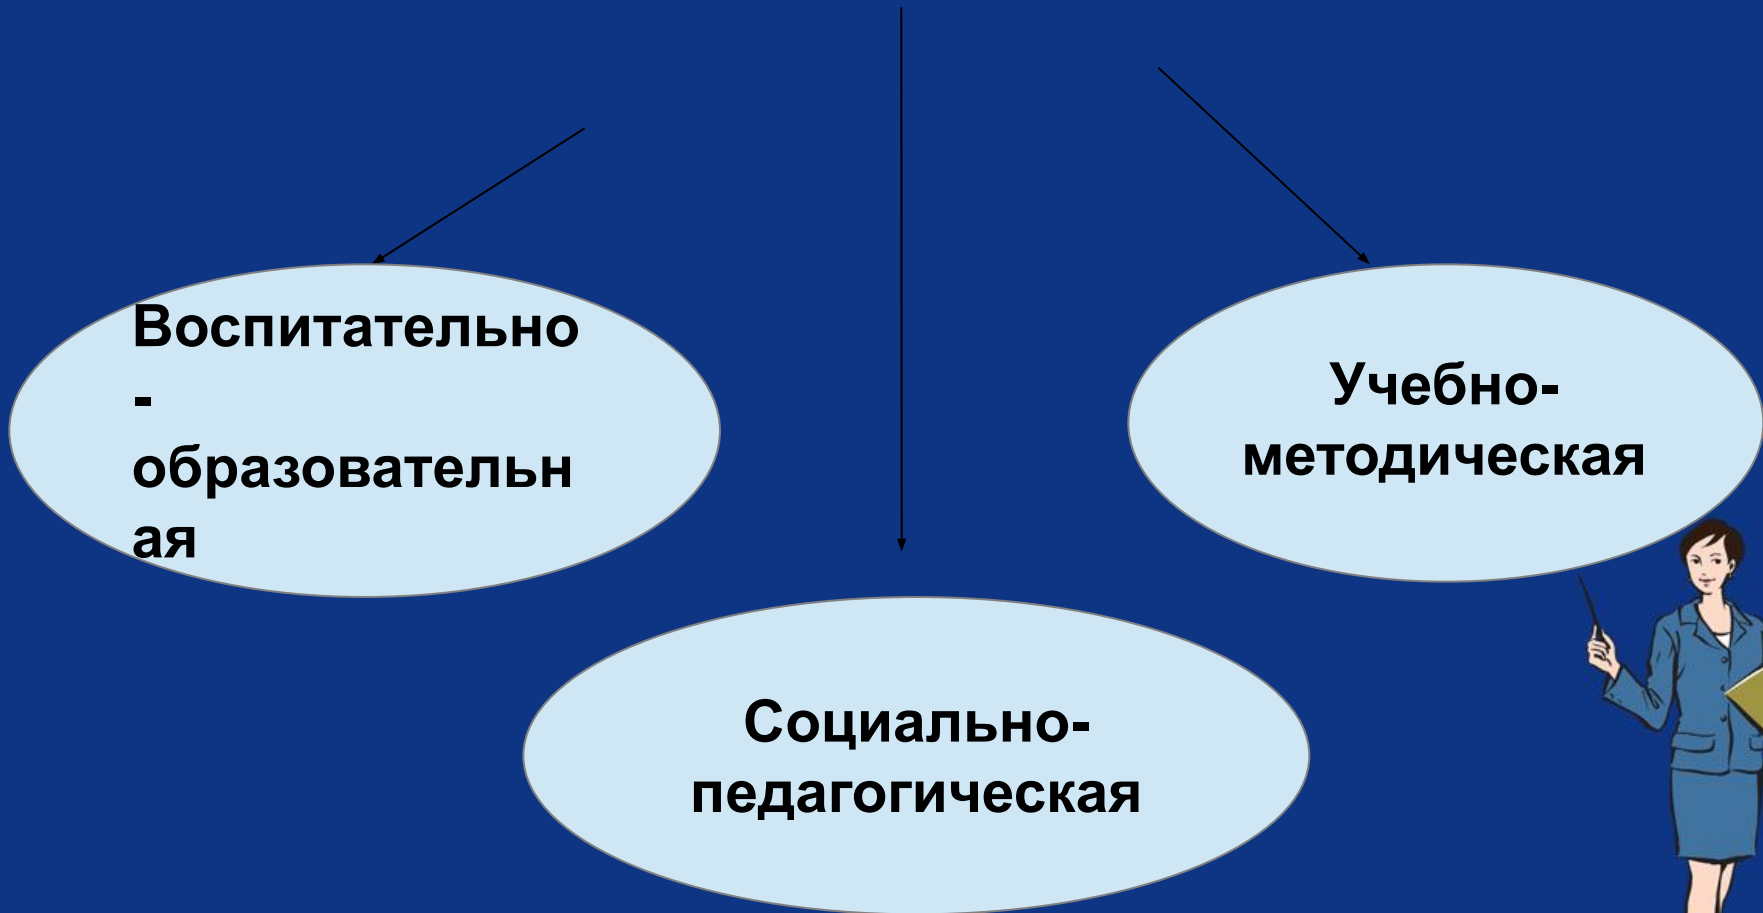 Воспитательно
-
образовательн
ая
Учебно-
методическая
Социально-
педагогическая